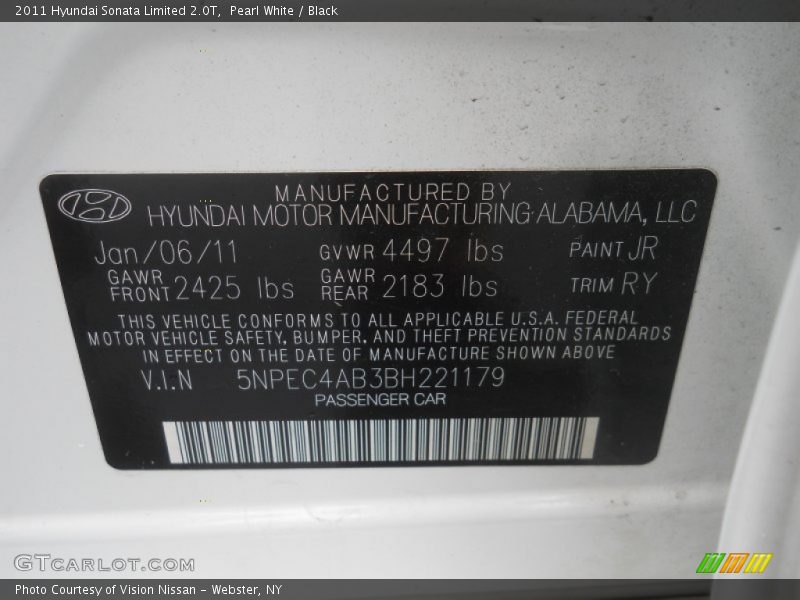 2011 Hyundai Sonata Limited 2.0T, Pearl White / Black
MANUFACTURED BY
HYUNDAI MOTOR MANUFACTURING ALABAMA, LLC
Jan/06/11 GVWR 4497 lbs PAINT JR
GAWR FRONT 2425 lbs GAWR REAR 2183 lbs TRIM RY
THIS VEHICLE CONFORMS TO ALL APPLICABLE U.S.A. FEDERAL
MOTOR VEHICLE SAFETY, BUMPER, AND THEFT PREVENTION STANDARDS
IN EFFECT ON THE DATE OF MANUFACTURE SHOWN ABOVE
V.I.N 5NPEC4AB3BH221179
PASSENGER CAR
GTCARLOT.COM
Photo Courtesy of Vision Nissan - Webster, NY